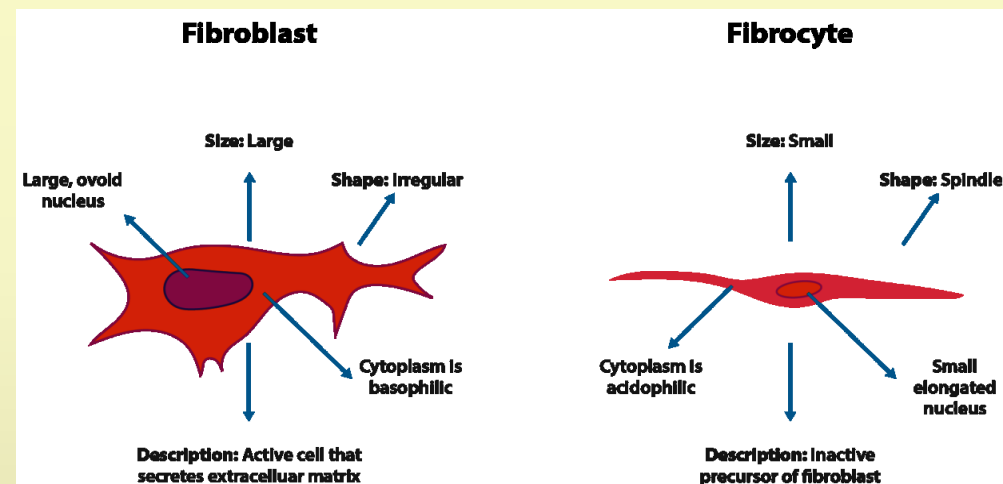 Fibroblast
Size: Large
Large, ovoid
nucleus
Shape: Irregular
Cytoplasm is
basophilic
Description: Active cell that
secretes extracelluar matrix
Fibrocyte
Size: Small
Shape: Spindle
Cytoplasm is
acidophilic
Small
elongated
nucleus
Description: Inactive
precursor of fibroblast